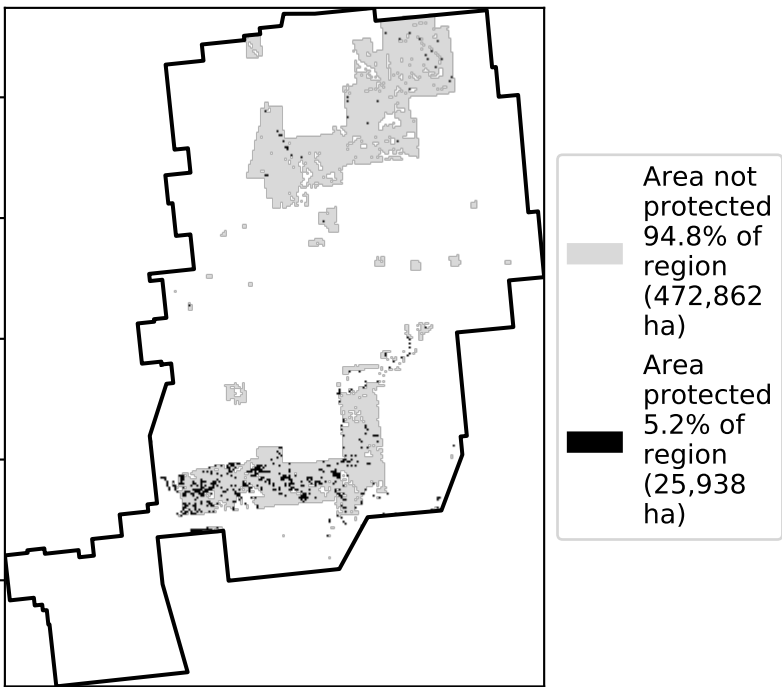 Area not
protected
94.8% of
region
(472,862
ha)
Area
protected
5.2% of
region
(25,938
ha)